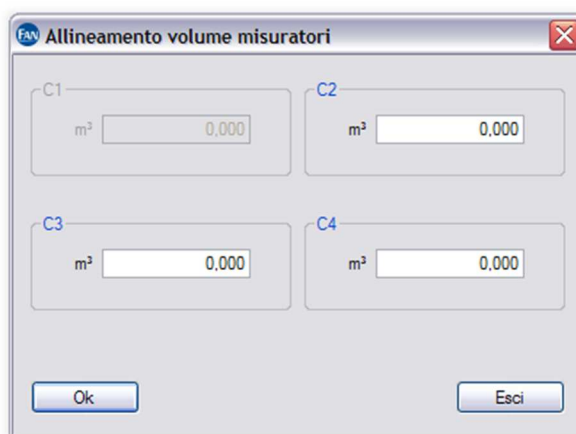 FAN Allineamento volume misuratori
C1 C2
m³ 0,000 m³ 0,000
C3 C4
m³ 0,000 m³ 0,000
Ok Esci